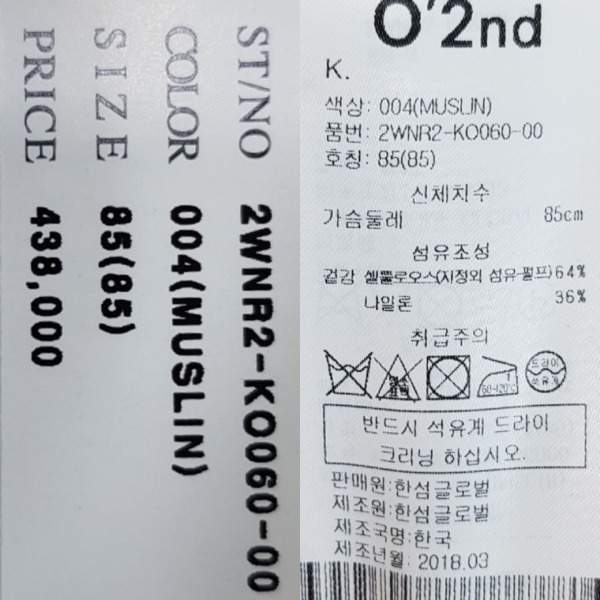 ST/NO 2WNR2-KO060-00
COLOR 004(MUSLIN)
SIZE 85(85)
PRICE 438,000
O'2nd
K.
색상: 004(MUSLIN)
품번: 2WNR2-KO060-00
호칭: 85(85)
신체치수
가슴둘레 85cm
섬유조성
겉감 셀룰로오스(지정외 섬유-펄프)64%
나일론 36%
취급주의
60-120℃
드라이
석유계
반드시 석유계 드라이
크리닝 하십시오.
판매원:한섬글로벌
제조원:한섬글로벌
제조국명:한국
제조년월: 2018.03